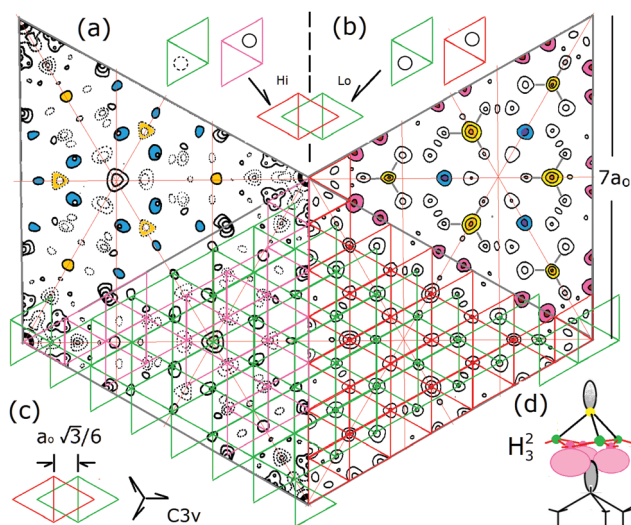 (a)
(b)
Hi
Lo
7a₀
(c)
a₀ √3/6
C3v
(d)
H₃²